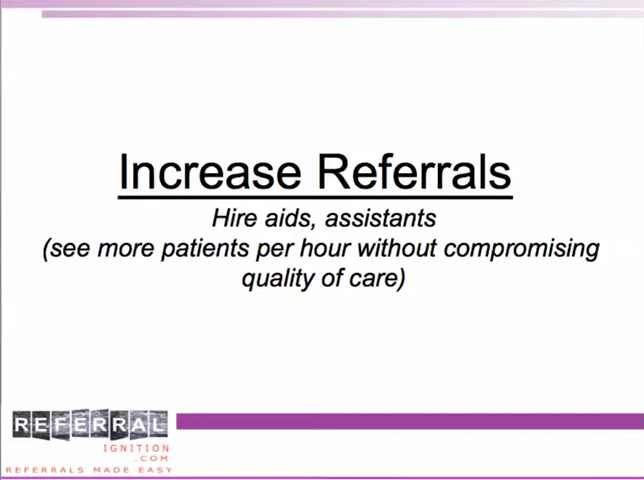 Increase Referrals
Hire aids, assistants
(see more patients per hour without compromising
quality of care)
REFERRAL
IGNITION
.COM
REFERRALS MADE EASY